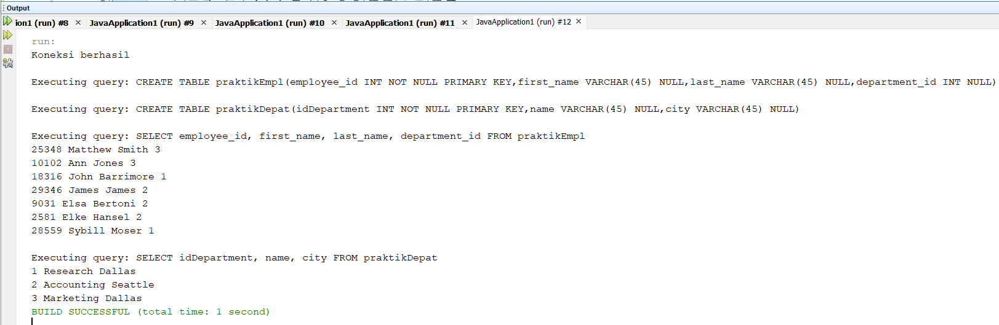 Output
ion1 (run) #8 × JavaApplication1 (run) #9 × JavaApplication1 (run) #10 × JavaApplication1 (run) #11 × JavaApplication1 (run) #12 ×
run:
Koneksi berhasil
Executing query: CREATE TABLE praktikEmpl(employee_id INT NOT NULL PRIMARY KEY,first_name VARCHAR(45) NULL,last_name VARCHAR(45) NULL,department_id INT NULL)
Executing query: CREATE TABLE praktikDepat(idDepartment INT NOT NULL PRIMARY KEY,name VARCHAR(45) NULL,city VARCHAR(45) NULL)
Executing query: SELECT employee_id, first_name, last_name, department_id FROM praktikEmpl
25348 Matthew Smith 3
10102 Ann Jones 3
18316 John Barrimore 1
29346 James James 2
9031 Elsa Bertoni 2
2581 Elke Hansel 2
28559 Sybill Moser 1
Executing query: SELECT idDepartment, name, city FROM praktikDepat
1 Research Dallas
2 Accounting Seattle
3 Marketing Dallas
BUILD SUCCESSFUL (total time: 1 second)